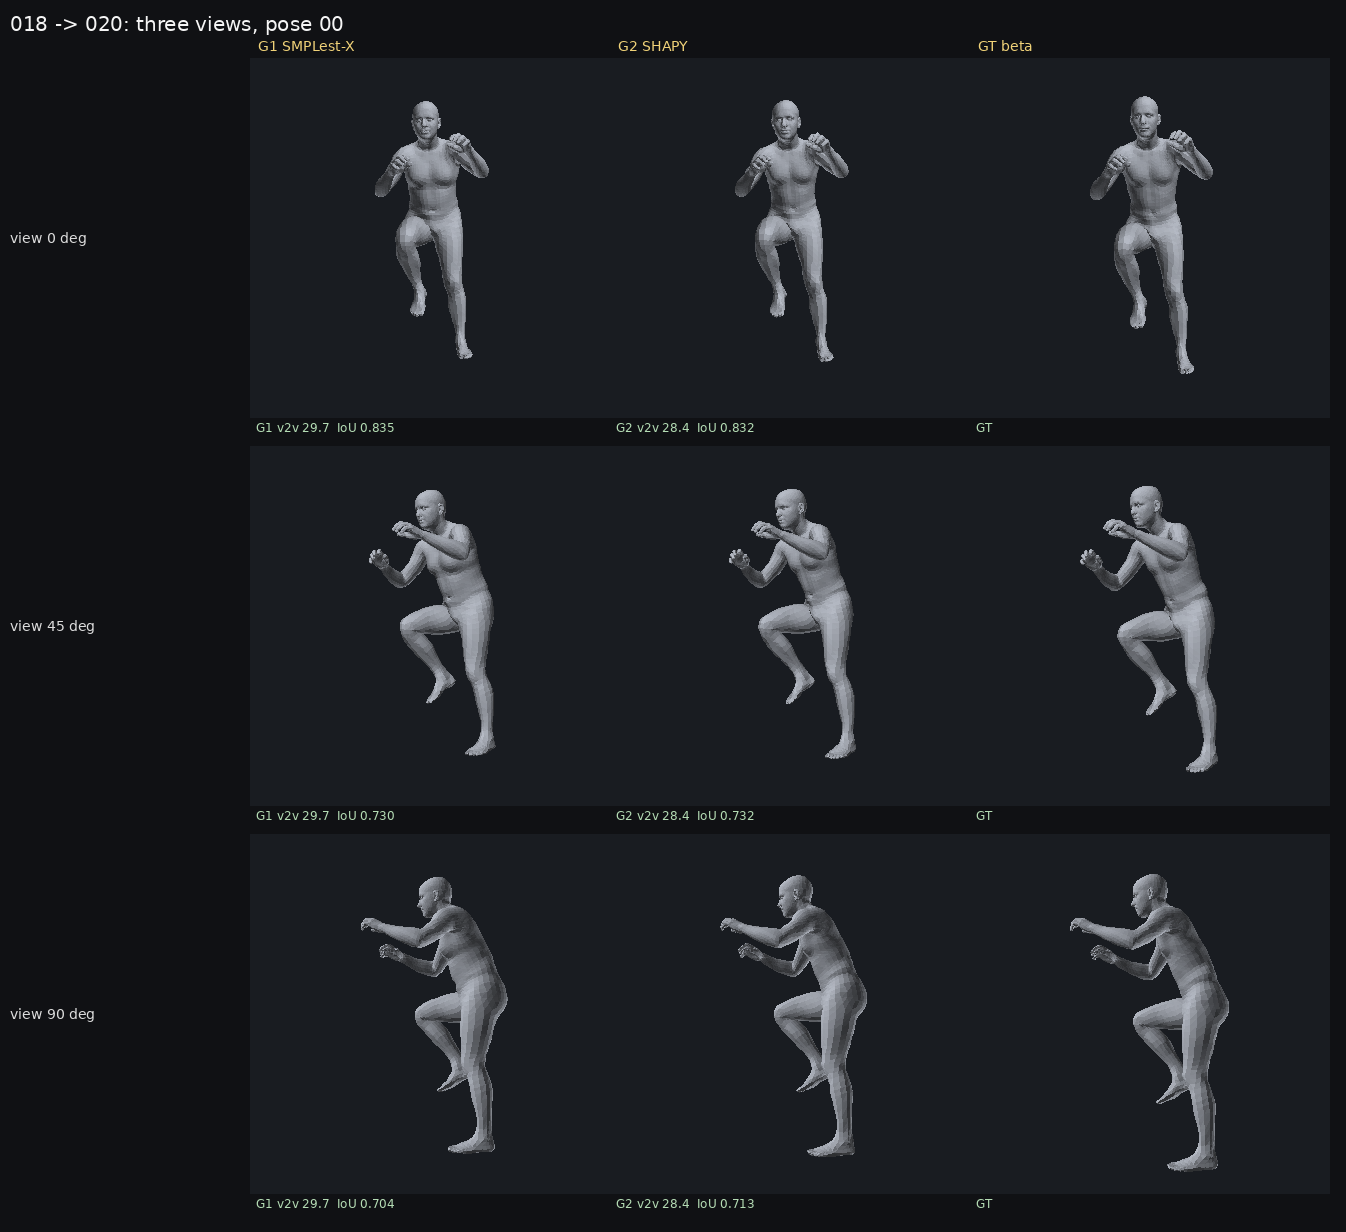 018 -> 020: three views, pose 00
G1 SMPLest-X G2 SHAPY GT beta
view 0 deg
G1 v2v 29.7 IoU 0.835 G2 v2v 28.4 IoU 0.832 GT
view 45 deg
G1 v2v 29.7 IoU 0.730 G2 v2v 28.4 IoU 0.732 GT
view 90 deg
G1 v2v 29.7 IoU 0.704 G2 v2v 28.4 IoU 0.713 GT